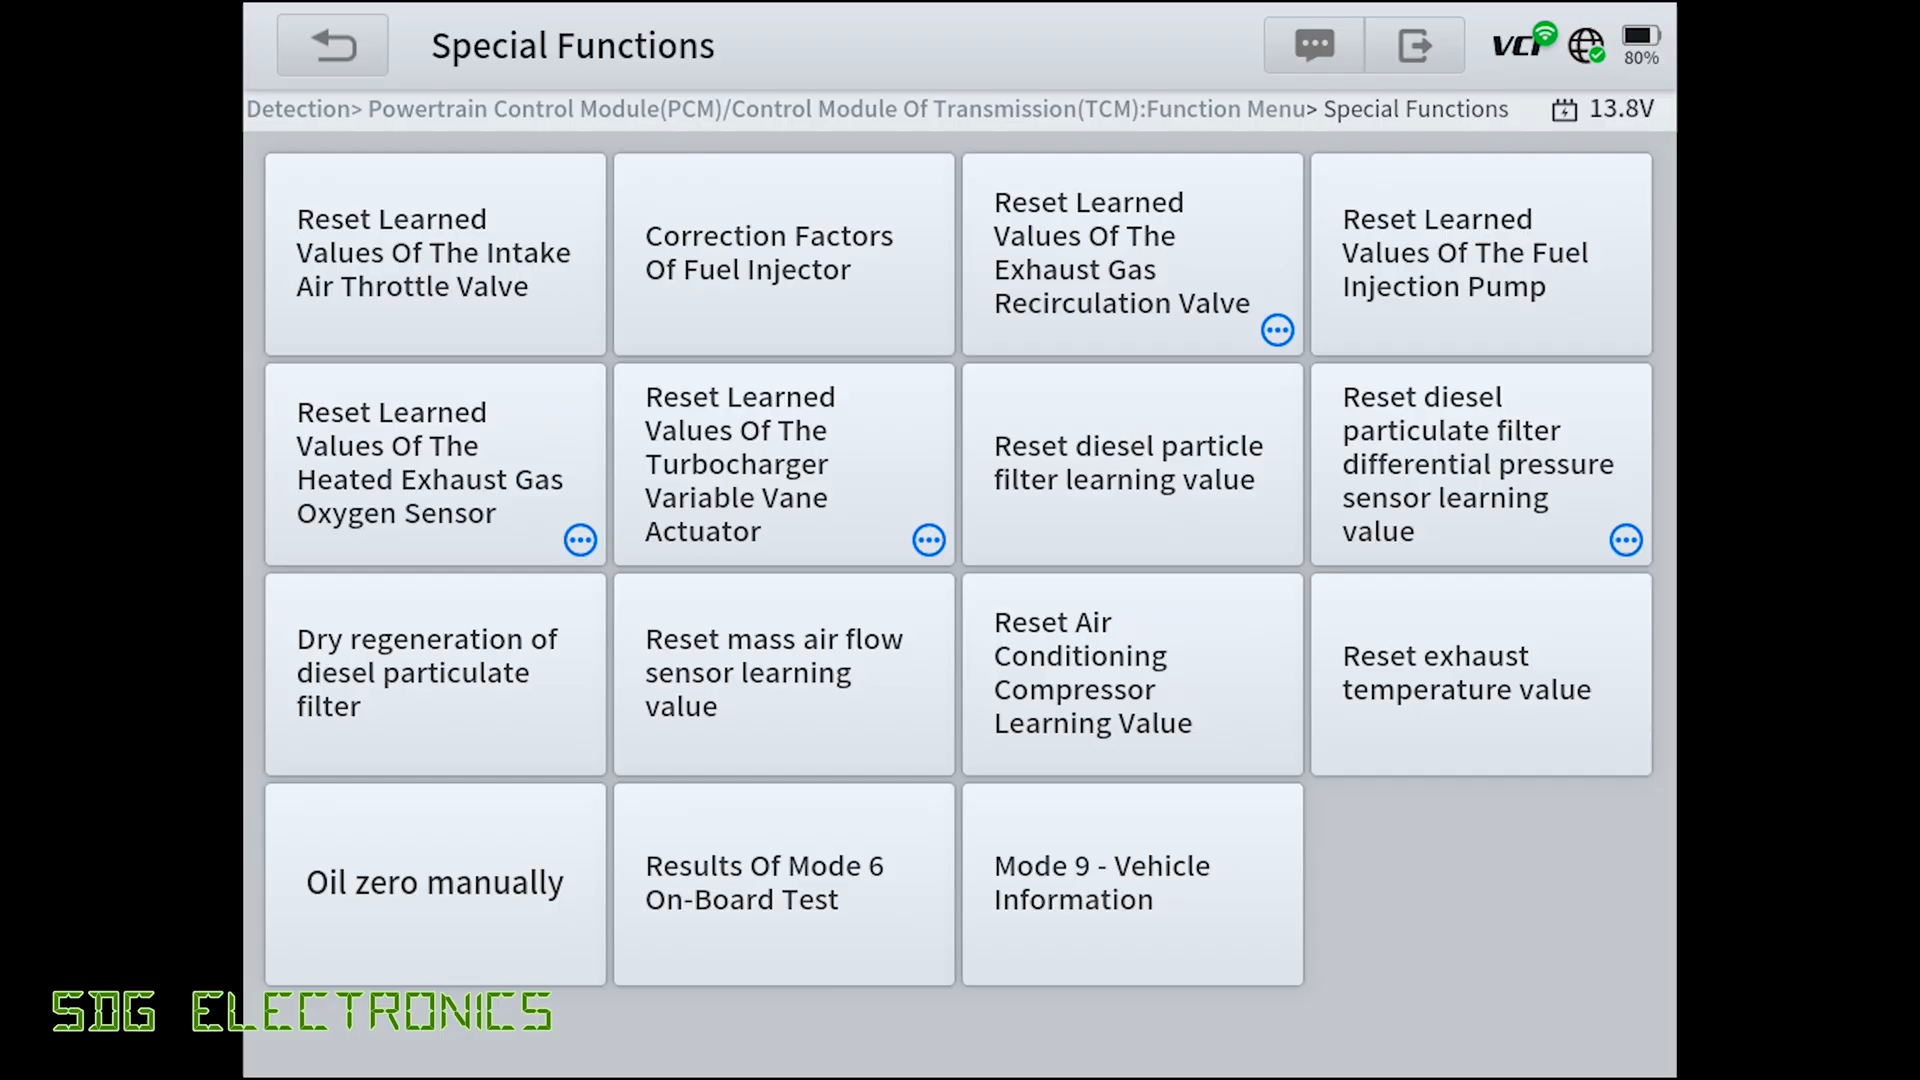 Special Functions
VCI
80%
Detection> Powertrain Control Module(PCM)/Control Module Of Transmission(TCM):Function Menu> Special Functions
13.8V
Reset Learned
Values Of The Intake
Air Throttle Valve
Correction Factors
Of Fuel Injector
Reset Learned
Values Of The
Exhaust Gas
Recirculation Valve
Reset Learned
Values Of The Fuel
Injection Pump
Reset Learned
Values Of The
Heated Exhaust Gas
Oxygen Sensor
Reset Learned
Values Of The
Turbocharger
Variable Vane
Actuator
Reset diesel particle
filter learning value
Reset diesel
particulate filter
differential pressure
sensor learning
value
Dry regeneration of
diesel particulate
filter
Reset mass air flow
sensor learning
value
Reset Air
Conditioning
Compressor
Learning Value
Reset exhaust
temperature value
Oil zero manually
Results Of Mode 6
On-Board Test
Mode 9 - Vehicle
Information
SDG ELECTRONICS